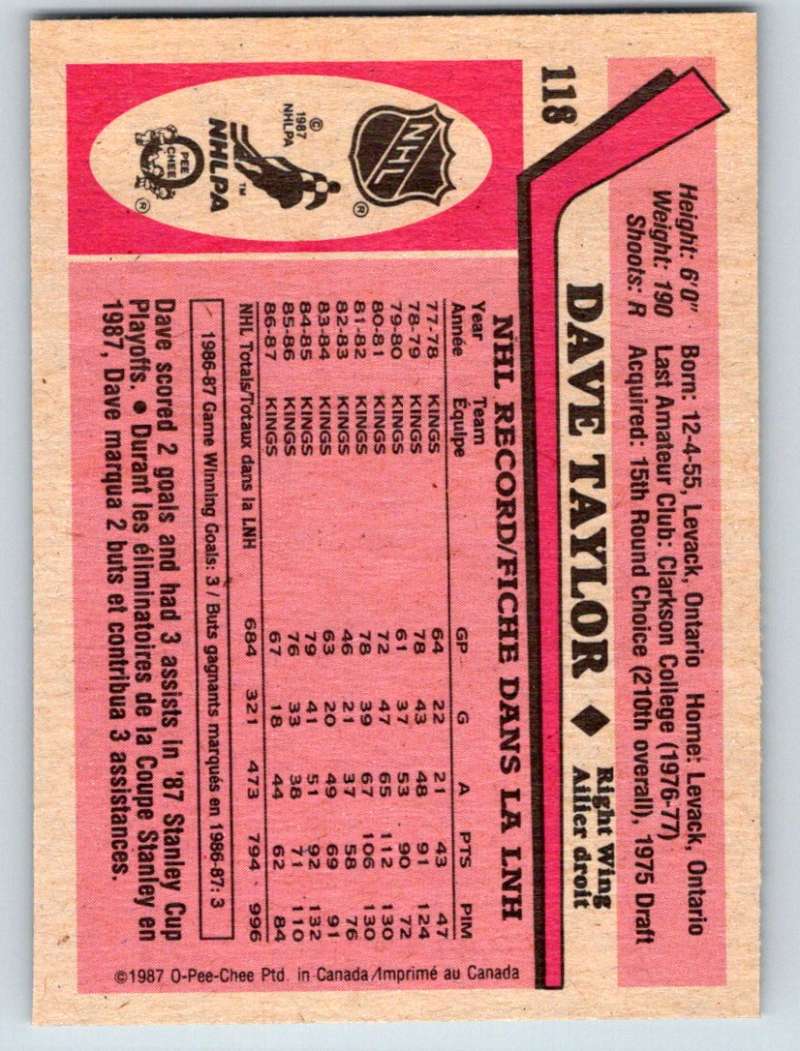 118
Height: 6'0" Born: 12-4-55, Levack, Ontario Home: Levack, Ontario
Weight: 190 Last Amateur Club: Clarkson College (1976-77)
Shoots: R Acquired: 15th Round Choice (210th overall), 1975 Draft
DAVE TAYLOR ◆ Right Wing
Ailier droit
NHL
®
© 1987 NHLPA
NHLPA™
O PEE CHEE
®
NHL RECORD/FICHE DANS LA LNH
Year Team GP G A PTS PIM
Année Équipe
77-78 KINGS 64 22 21 43 47
78-79 KINGS 78 43 48 91 124
79-80 KINGS 61 37 53 90 72
80-81 KINGS 72 47 65 112 130
81-82 KINGS 78 39 67 106 130
82-83 KINGS 46 21 37 58 76
83-84 KINGS 63 20 49 69 91
84-85 KINGS 79 41 51 92 132
85-86 KINGS 76 33 38 71 110
86-87 KINGS 67 18 44 62 84
NHL Totals/Totaux dans la LNH 684 321 473 794 996
1986-87 Game Winning Goals: 3 / Buts gagnants marqués en 1986-87: 3
Dave scored 2 goals and had 3 assists in '87 Stanley Cup
Playoffs. ● Durant les éliminatoires de la Coupe Stanley en
1987, Dave marqua 2 buts et contribua 3 assistances.
©1987 O-Pee-Chee Ptd. in Canada/Imprimé au Canada